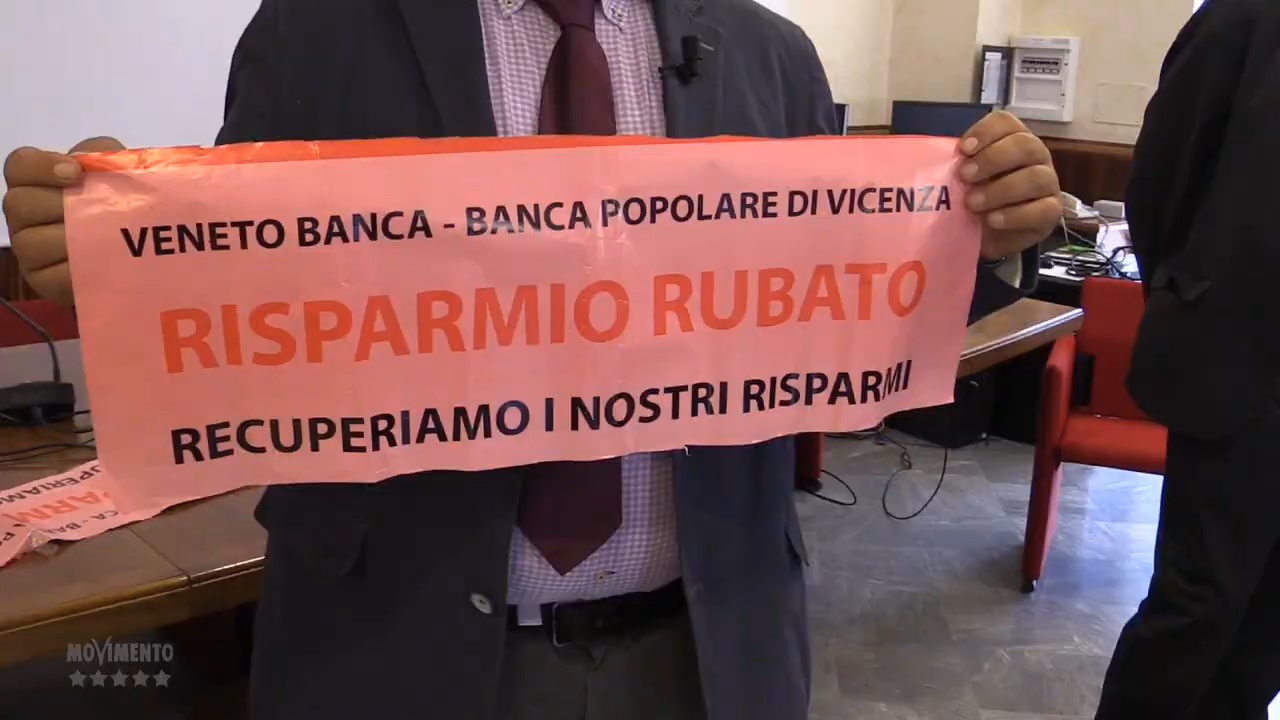 VENETO BANCA - BANCA POPOLARE DI VICENZA
RISPARMIO RUBATO
RECUPERIAMO I NOSTRI RISPARMI
MOVIMENTO